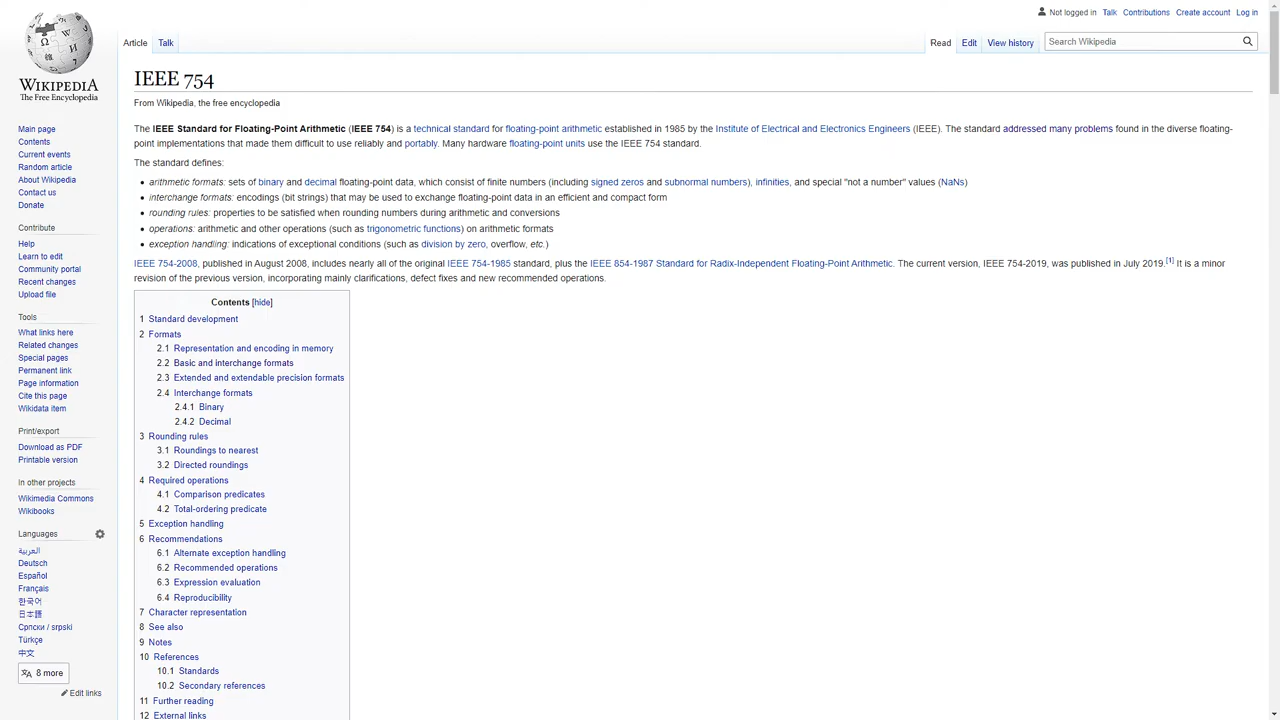 Not logged in Talk Contributions Create account Log in
Article Talk
Read Edit View history
Search Wikipedia
WIKIPEDIA
The Free Encyclopedia
Main page
Contents
Current events
Random article
About Wikipedia
Contact us
Donate
Contribute
Help
Learn to edit
Community portal
Recent changes
Upload file
Tools
What links here
Related changes
Special pages
Permanent link
Page information
Cite this page
Wikidata item
Print/export
Download as PDF
Printable version
In other projects
Wikimedia Commons
Wikibooks
Languages
العربية
Deutsch
Español
Français
한국어
日本語
Српски / srpski
Türkçe
中文
8 more
Edit links
IEEE 754
From Wikipedia, the free encyclopedia
The IEEE Standard for Floating-Point Arithmetic (IEEE 754) is a technical standard for floating-point arithmetic established in 1985 by the Institute of Electrical and Electronics Engineers (IEEE). The standard addressed many problems found in the diverse floating-
point implementations that made them difficult to use reliably and portably. Many hardware floating-point units use the IEEE 754 standard.
The standard defines:
• arithmetic formats: sets of binary and decimal floating-point data, which consist of finite numbers (including signed zeros and subnormal numbers), infinities, and special "not a number" values (NaNs)
• interchange formats: encodings (bit strings) that may be used to exchange floating-point data in an efficient and compact form
• rounding rules: properties to be satisfied when rounding numbers during arithmetic and conversions
• operations: arithmetic and other operations (such as trigonometric functions) on arithmetic formats
• exception handling: indications of exceptional conditions (such as division by zero, overflow, etc.)
IEEE 754-2008, published in August 2008, includes nearly all of the original IEEE 754-1985 standard, plus the IEEE 854-1987 Standard for Radix-Independent Floating-Point Arithmetic. The current version, IEEE 754-2019, was published in July 2019.[1] It is a minor
revision of the previous version, incorporating mainly clarifications, defect fixes and new recommended operations.
Contents [hide]
1 Standard development
2 Formats
2.1 Representation and encoding in memory
2.2 Basic and interchange formats
2.3 Extended and extendable precision formats
2.4 Interchange formats
2.4.1 Binary
2.4.2 Decimal
3 Rounding rules
3.1 Roundings to nearest
3.2 Directed roundings
4 Required operations
4.1 Comparison predicates
4.2 Total-ordering predicate
5 Exception handling
6 Recommendations
6.1 Alternate exception handling
6.2 Recommended operations
6.3 Expression evaluation
6.4 Reproducibility
7 Character representation
8 See also
9 Notes
10 References
10.1 Standards
10.2 Secondary references
11 Further reading
12 External links